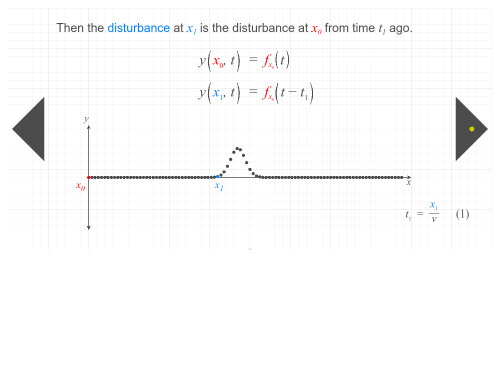 Then the disturbance at x₁ is the disturbance at x₀ from time t₁ ago.
y(x₀, t) = fₓ₀(t)
y(x₁, t) = fₓ₀(t − t₁)
y
x₀ x₁ x
t₁ = x₁/v (1)